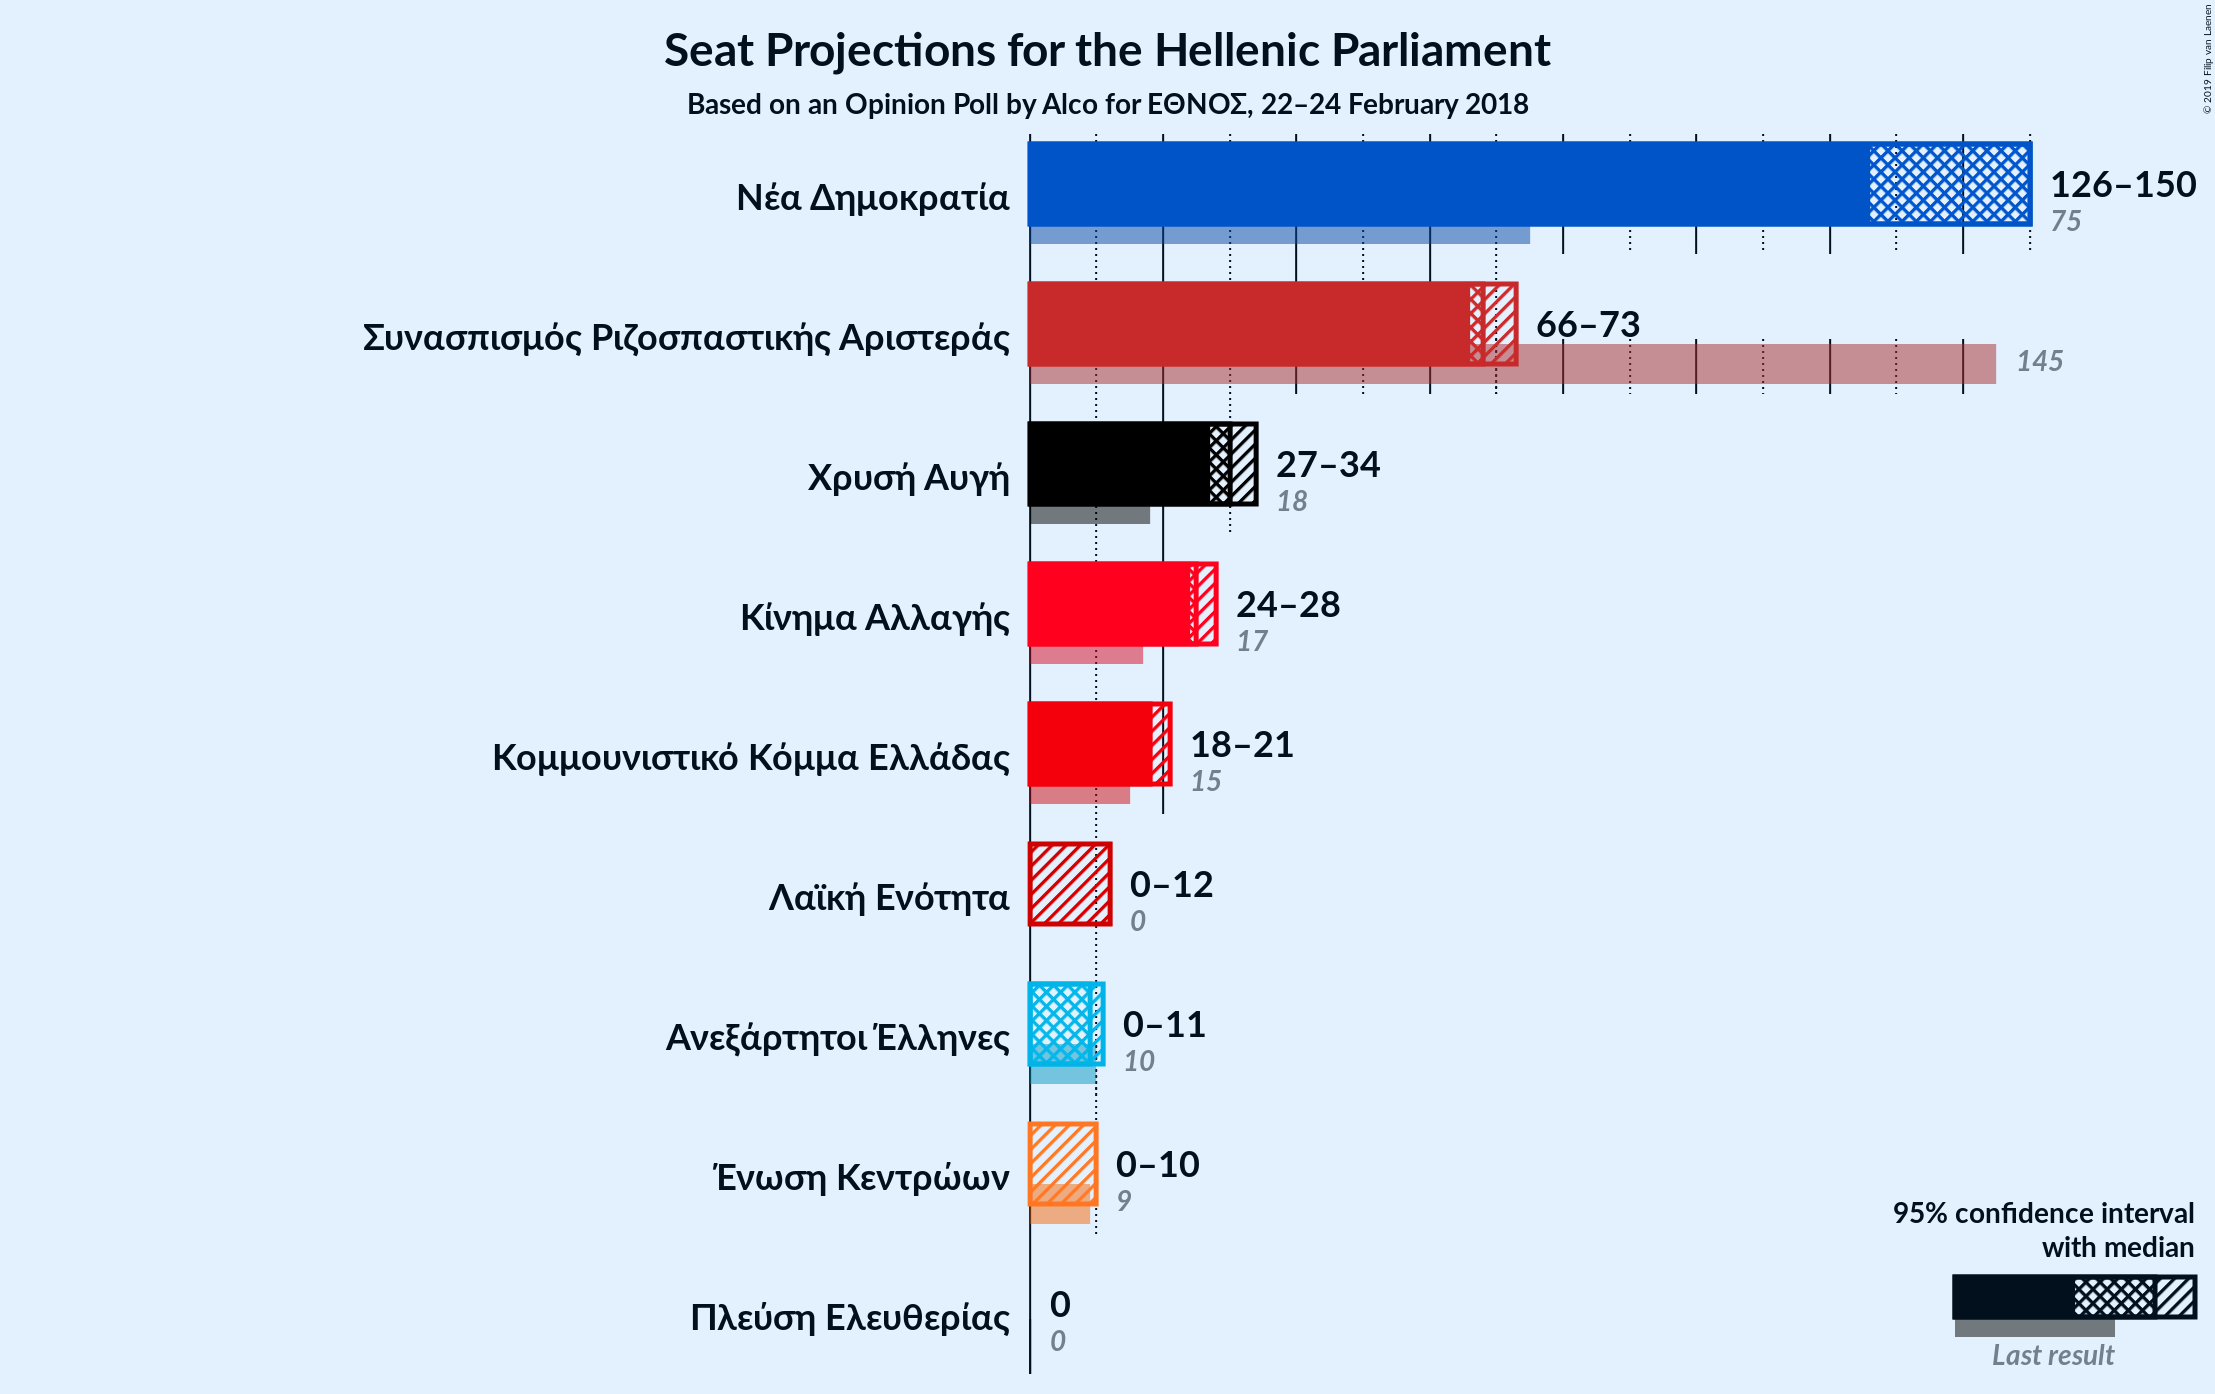 Seat Projections for the Hellenic Parliament
Based on an Opinion Poll by Alco for ΕΘΝΟΣ, 22–24 February 2018
© 2019 Filip van Laenen
Νέα Δημοκρατία
126–150
75
Συνασπισμός Ριζοσπαστικής Αριστεράς
66–73
145
Χρυσή Αυγή
27–34
18
Κίνημα Αλλαγής
24–28
17
Κομμουνιστικό Κόμμα Ελλάδας
18–21
15
Λαϊκή Ενότητα
0–12
0
Ανεξάρτητοι Έλληνες
0–11
10
Ένωση Κεντρώων
0–10
9
Πλεύση Ελευθερίας
0
0
95% confidence interval
with median
Last result